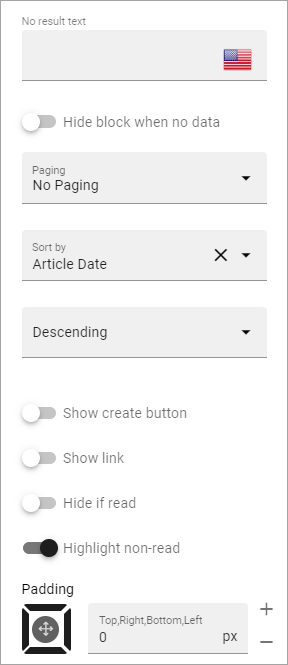 No result text
Hide block when no data
Paging
No Paging
Sort by
Article Date
Descending
Show create button
Show link
Hide if read
Highlight non-read
Padding
Top,Right,Bottom,Left
0 px